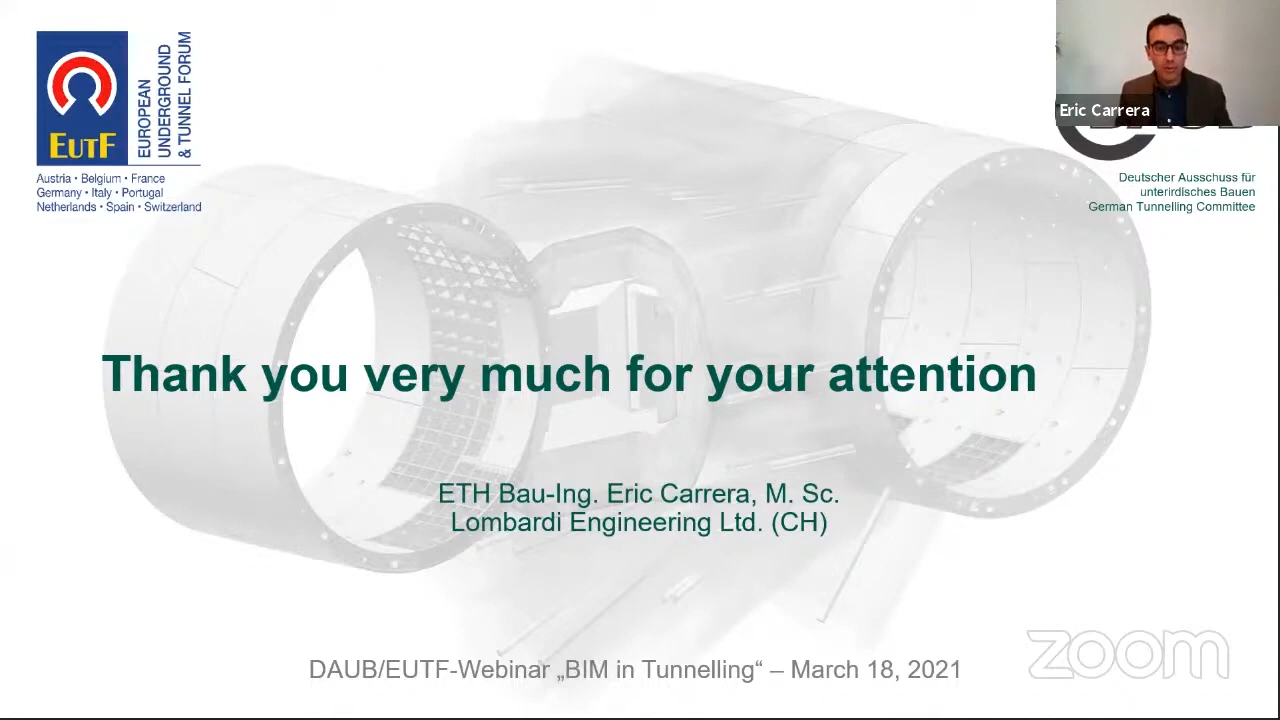 EUTF
EUROPEAN
UNDERGROUND
& TUNNEL FORUM
Austria • Belgium • France
Germany • Italy • Portugal
Netherlands • Spain • Switzerland
Eric Carrera
DAUB
Deutscher Ausschuss für
unterirdisches Bauen
German Tunnelling Committee
Thank you very much for your attention
ETH Bau-Ing. Eric Carrera, M. Sc.
Lombardi Engineering Ltd. (CH)
DAUB/EUTF-Webinar „BIM in Tunnelling“ – March 18, 2021
zoom